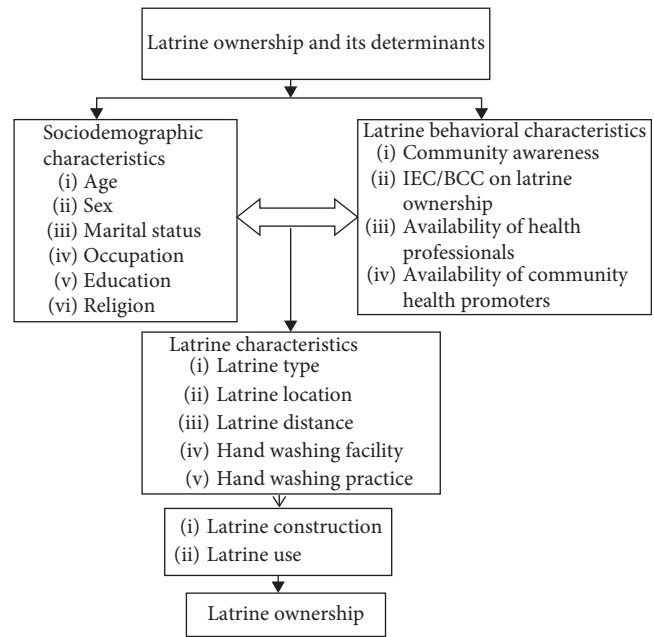 Latrine ownership and its determinants
Sociodemographic
characteristics
(i) Age
(ii) Sex
(iii) Marital status
(iv) Occupation
(v) Education
(vi) Religion
Latrine behavioral characteristics
(i) Community awareness
(ii) IEC/BCC on latrine
ownership
(iii) Availability of health
professionals
(iv) Availability of community
health promoters
Latrine characteristics
(i) Latrine type
(ii) Latrine location
(iii) Latrine distance
(iv) Hand washing facility
(v) Hand washing practice
(i) Latrine construction
(ii) Latrine use
Latrine ownership